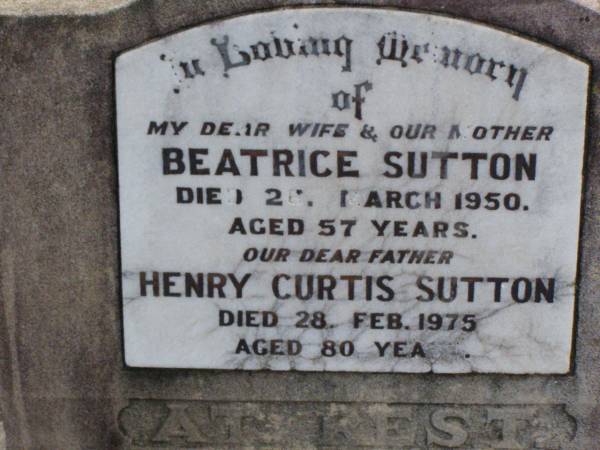 In Loving Memory
of
MY DEAR WIFE & OUR MOTHER
BEATRICE SUTTON
DIED MARCH 1950.
AGED 57 YEARS.
OUR DEAR FATHER
HENRY CURTIS SUTTON
DIED 28. FEB. 1975
AGED 80 YEARS.
AT REST